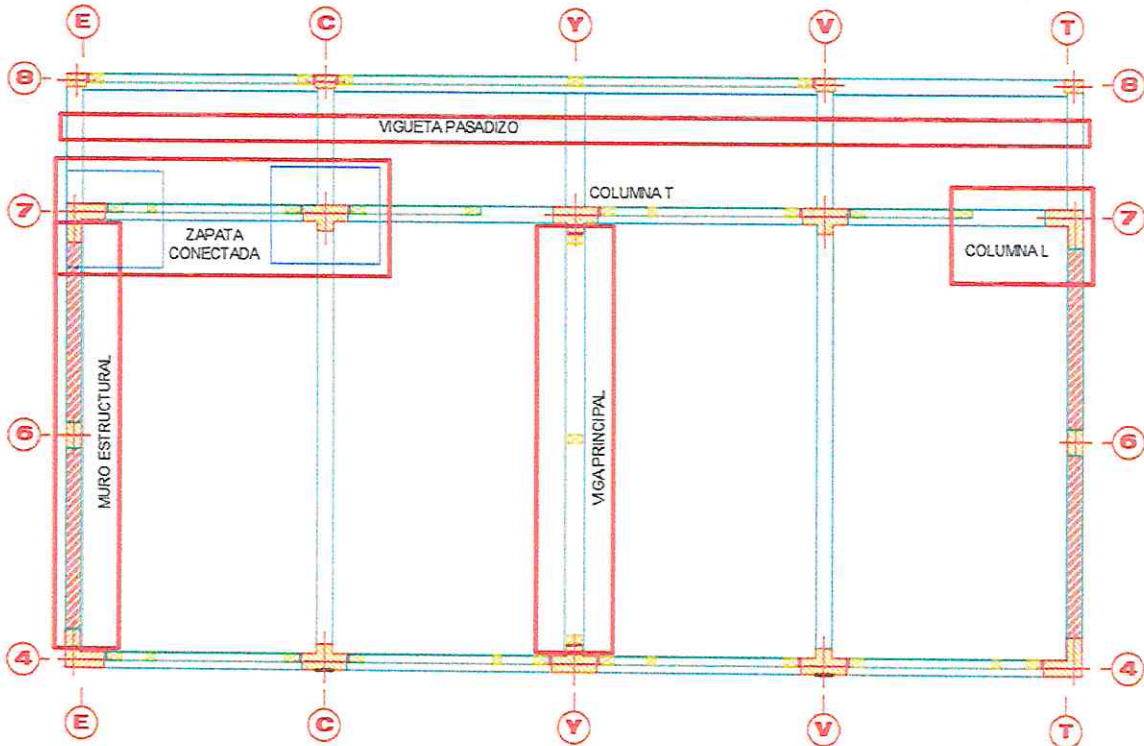 E C Y V T
8 8
VIGUETA PASADIZO
COLUMNA T
7 7
ZAPATA
CONECTADA
COLUMNA L
MURO ESTRUCTURAL
VIGA PRINCIPAL
6 6
4 4
E C Y V T